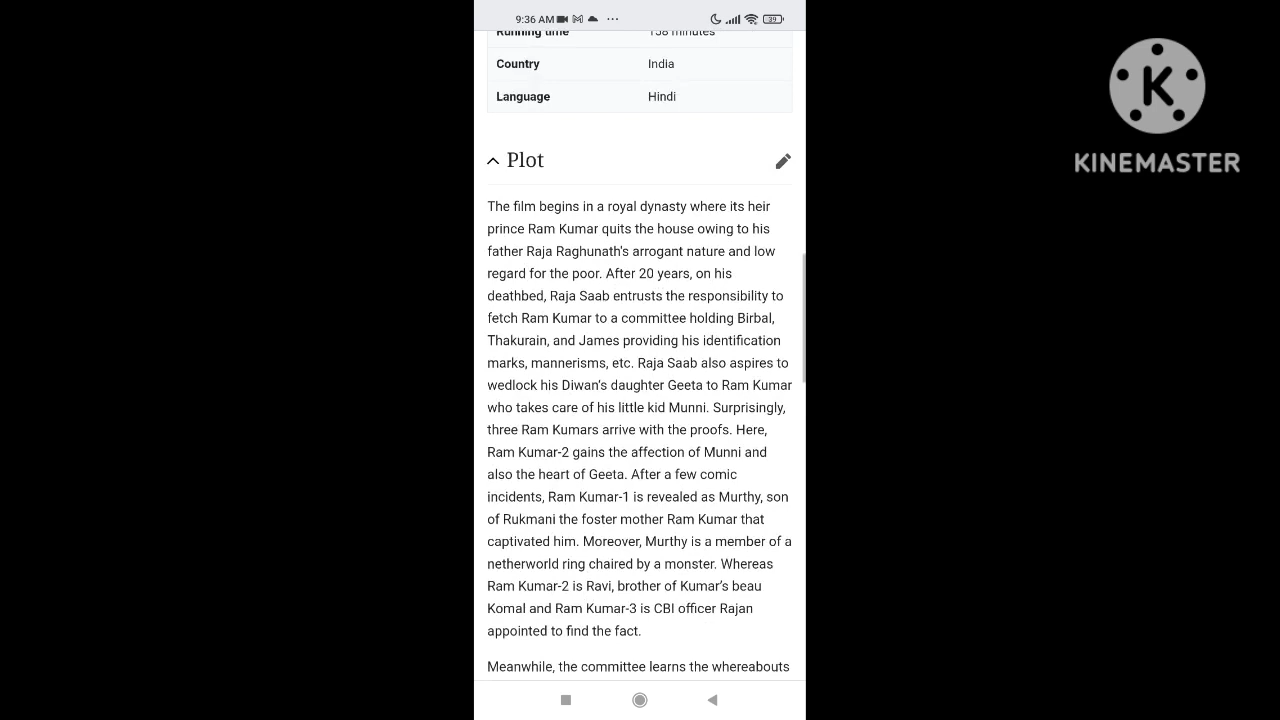 9:36 AM
39
Running time 158 minutes
Country India
Language Hindi
Plot
The film begins in a royal dynasty where its heir
prince Ram Kumar quits the house owing to his
father Raja Raghunath's arrogant nature and low
regard for the poor. After 20 years, on his
deathbed, Raja Saab entrusts the responsibility to
fetch Ram Kumar to a committee holding Birbal,
Thakurain, and James providing his identification
marks, mannerisms, etc. Raja Saab also aspires to
wedlock his Diwan's daughter Geeta to Ram Kumar
who takes care of his little kid Munni. Surprisingly,
three Ram Kumars arrive with the proofs. Here,
Ram Kumar-2 gains the affection of Munni and
also the heart of Geeta. After a few comic
incidents, Ram Kumar-1 is revealed as Murthy, son
of Rukmani the foster mother Ram Kumar that
captivated him. Moreover, Murthy is a member of a
netherworld ring chaired by a monster. Whereas
Ram Kumar-2 is Ravi, brother of Kumar's beau
Komal and Ram Kumar-3 is CBI officer Rajan
appointed to find the fact.
Meanwhile, the committee learns the whereabouts
K
KINEMASTER